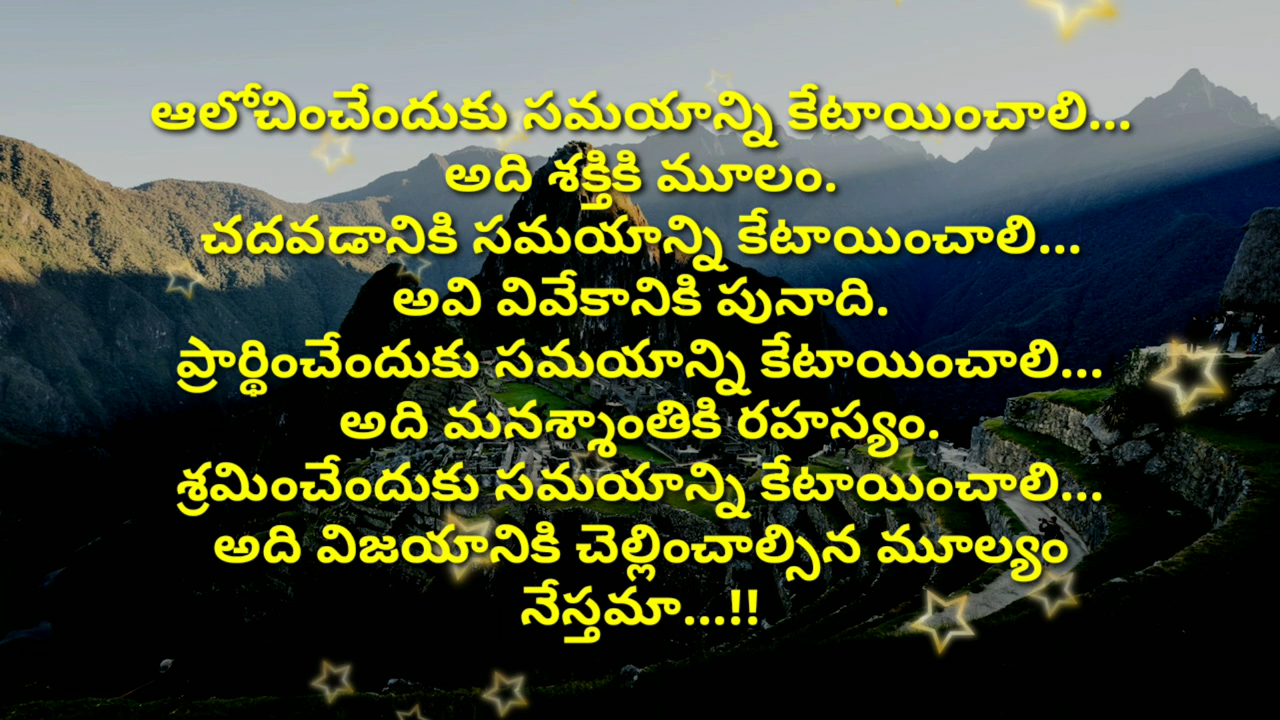 ఆలోచించేందుకు సమయాన్ని కేటాయించాలి...
అది శక్తికి మూలం.
చదవడానికి సమయాన్ని కేటాయించాలి...
అవి వివేకానికి పునాది.
ప్రార్థించేందుకు సమయాన్ని కేటాయించాలి...
అది మనశ్శాంతికి రహస్యం.
శ్రమించేందుకు సమయాన్ని కేటాయించాలి...
అది విజయానికి చెల్లించాల్సిన మూల్యం
నేస్తమా...!!